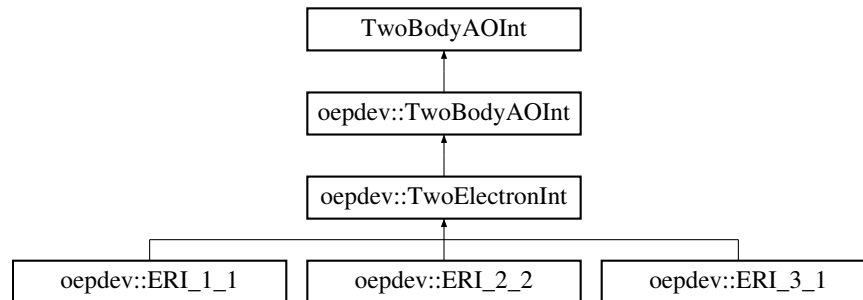 TwoBodyAOInt
oepdev::TwoBodyAOInt
oepdev::TwoElectronInt
oepdev::ERI_1_1 oepdev::ERI_2_2 oepdev::ERI_3_1